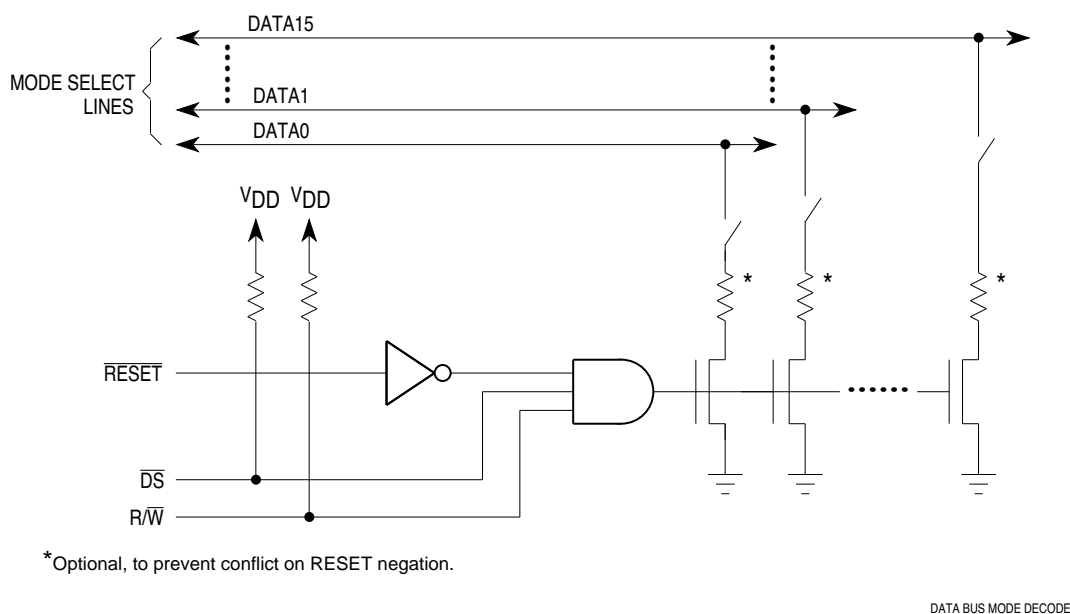 DATA15
MODE SELECT
LINES
DATA1
DATA0
VDD VDD
* * *
RESET
DS
R/W
*Optional, to prevent conflict on RESET negation.
DATA BUS MODE DECODE